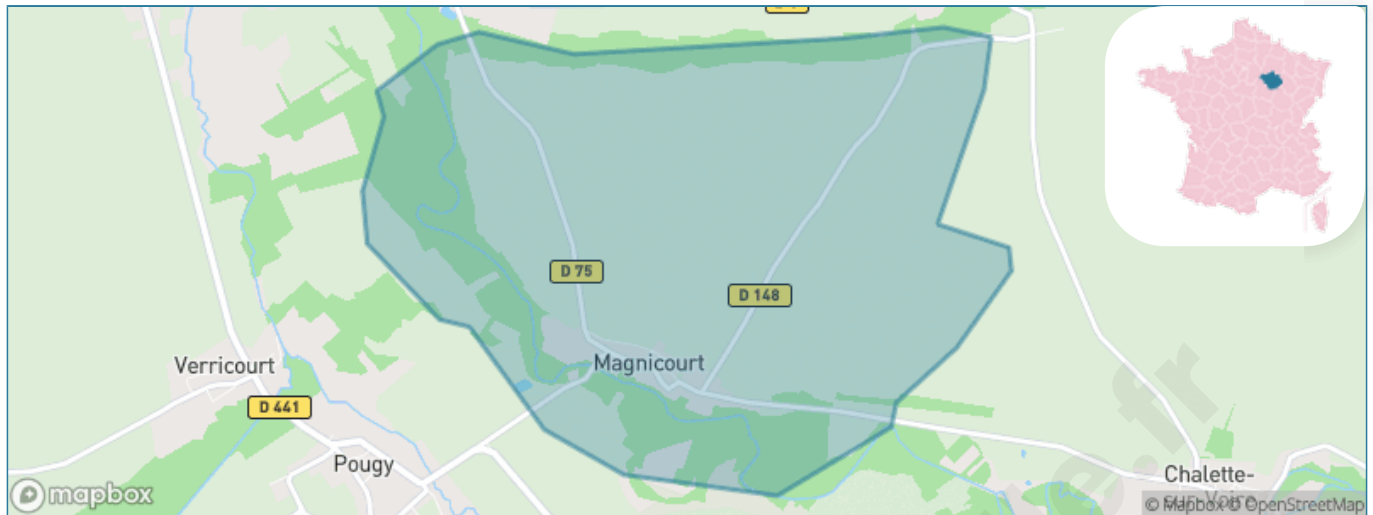 D 75
D 148
Magnicourt
Verricourt
D 441
Pougy
Chalette-
sur-Voire
mapbox
© Mapbox © OpenStreetMap